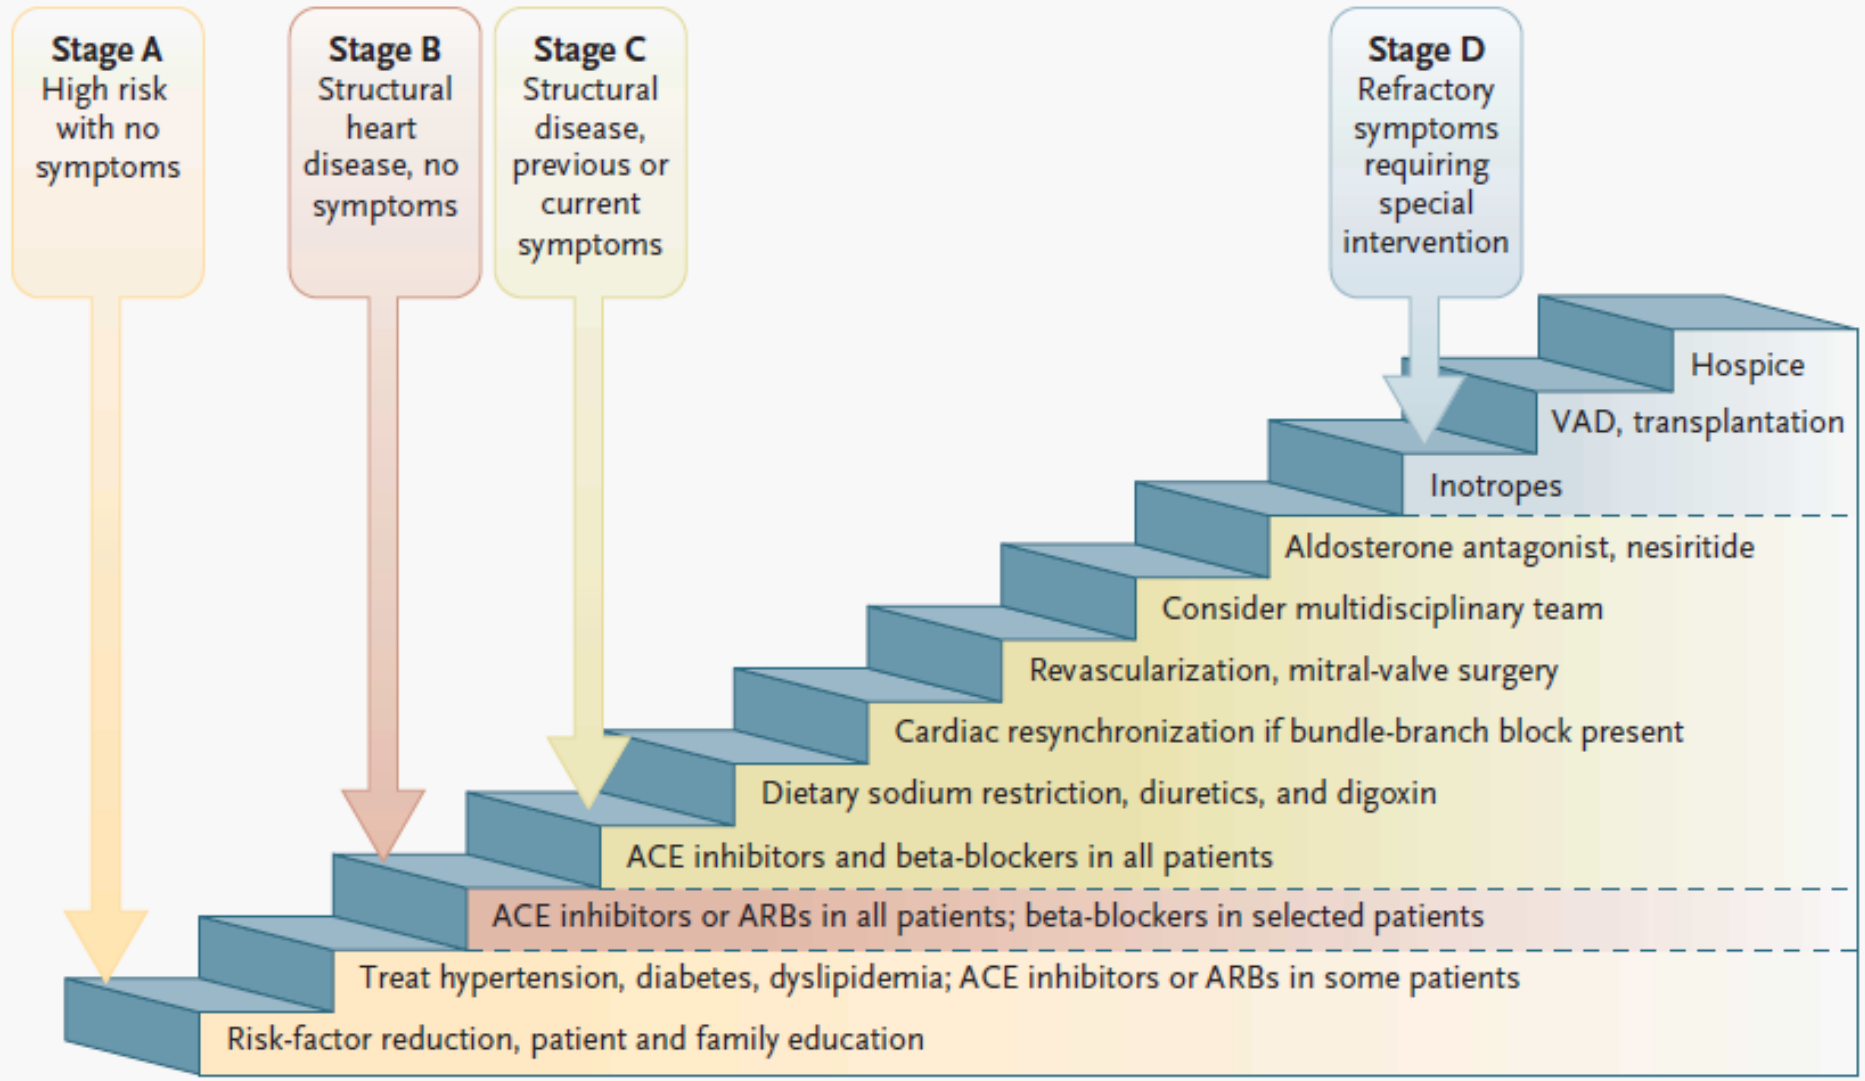 Stage A
High risk
with no
symptoms
Stage B
Structural
heart
disease, no
symptoms
Stage C
Structural
disease,
previous or
current
symptoms
Stage D
Refractory
symptoms
requiring
special
intervention
Hospice
VAD, transplantation
Inotropes
Aldosterone antagonist, nesiritide
Consider multidisciplinary team
Revascularization, mitral-valve surgery
Cardiac resynchronization if bundle-branch block present
Dietary sodium restriction, diuretics, and digoxin
ACE inhibitors and beta-blockers in all patients
ACE inhibitors or ARBs in all patients; beta-blockers in selected patients
Treat hypertension, diabetes, dyslipidemia; ACE inhibitors or ARBs in some patients
Risk-factor reduction, patient and family education